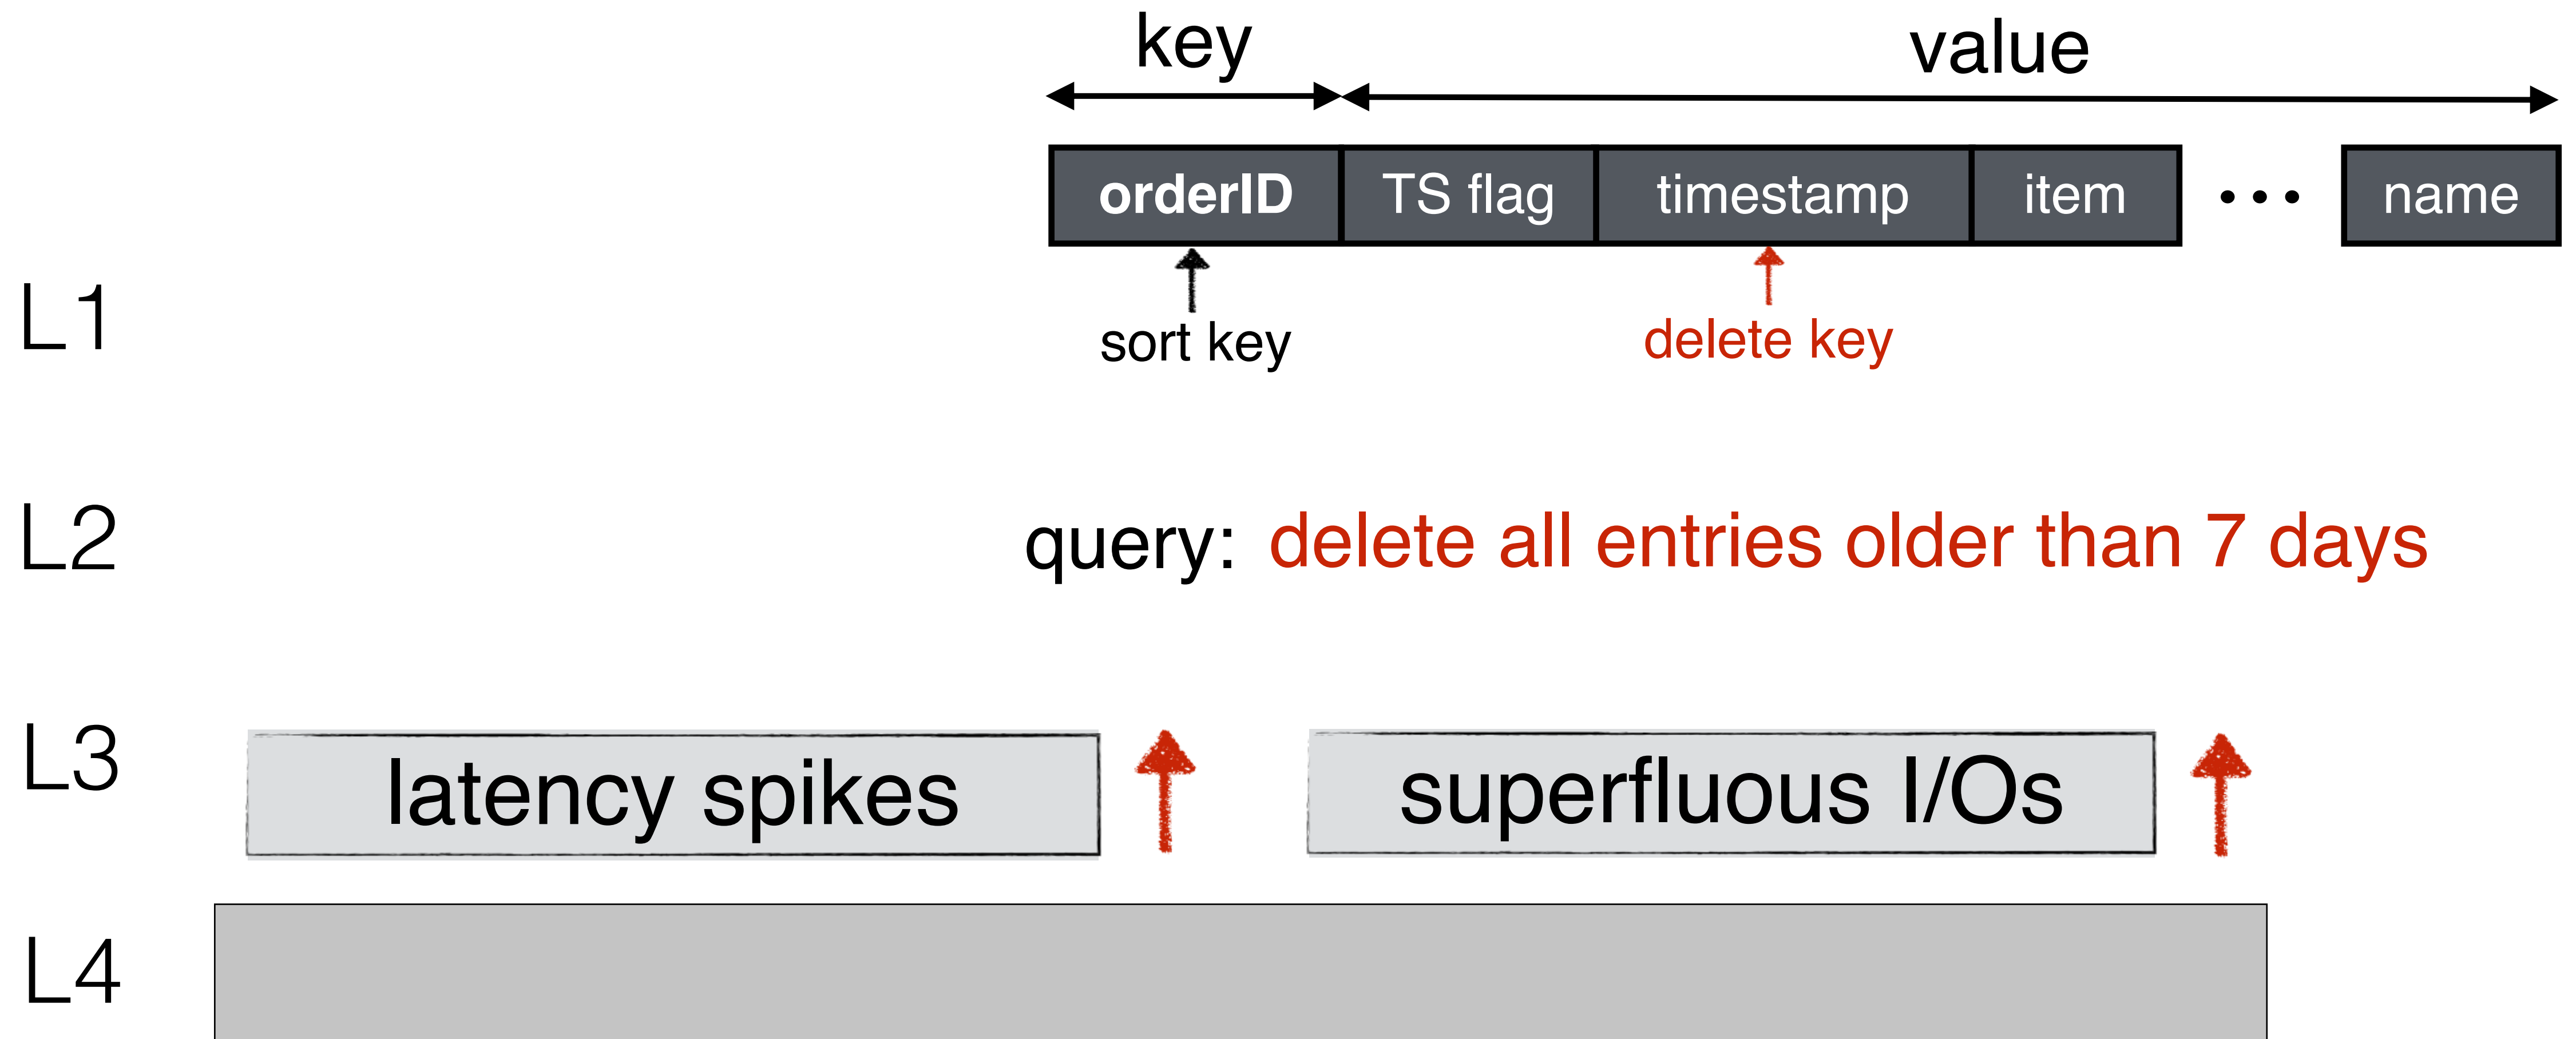 key value
orderID TS flag timestamp item ••• name
L1
sort key delete key
L2
query: delete all entries older than 7 days
L3
latency spikes superfluous I/Os
L4